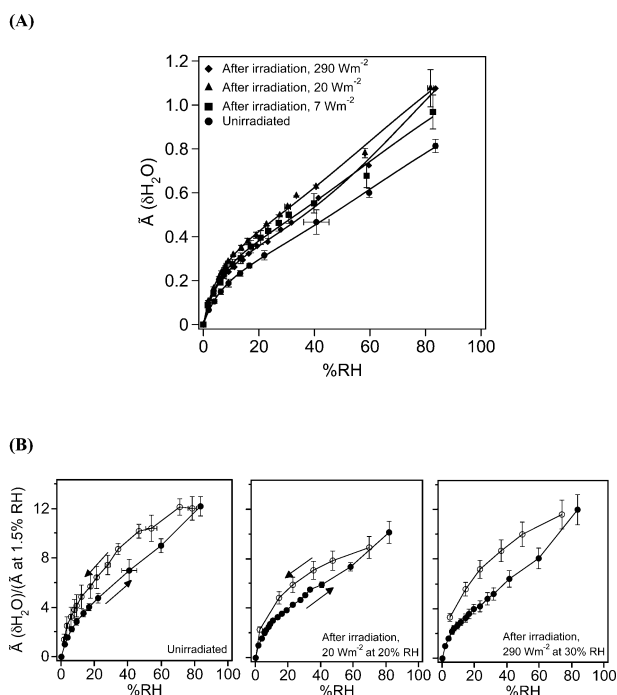 (A)
1.2
1.0
0.8
0.6
0.4
0.2
0
Ã (δH₂O)
After irradiation, 290 Wm⁻²
After irradiation, 20 Wm⁻²
After irradiation, 7 Wm⁻²
Unirradiated
0 20 40 60 80 100
%RH
(B)
Ã (δH₂O)/(Ã at 1.5% RH)
12
8
4
0
Unirradiated
After irradiation,
20 Wm⁻² at 20% RH
After irradiation,
290 Wm⁻² at 30% RH
0 20 40 60 80 100
0 20 40 60 80 100
0 20 40 60 80 100
%RH
%RH
%RH